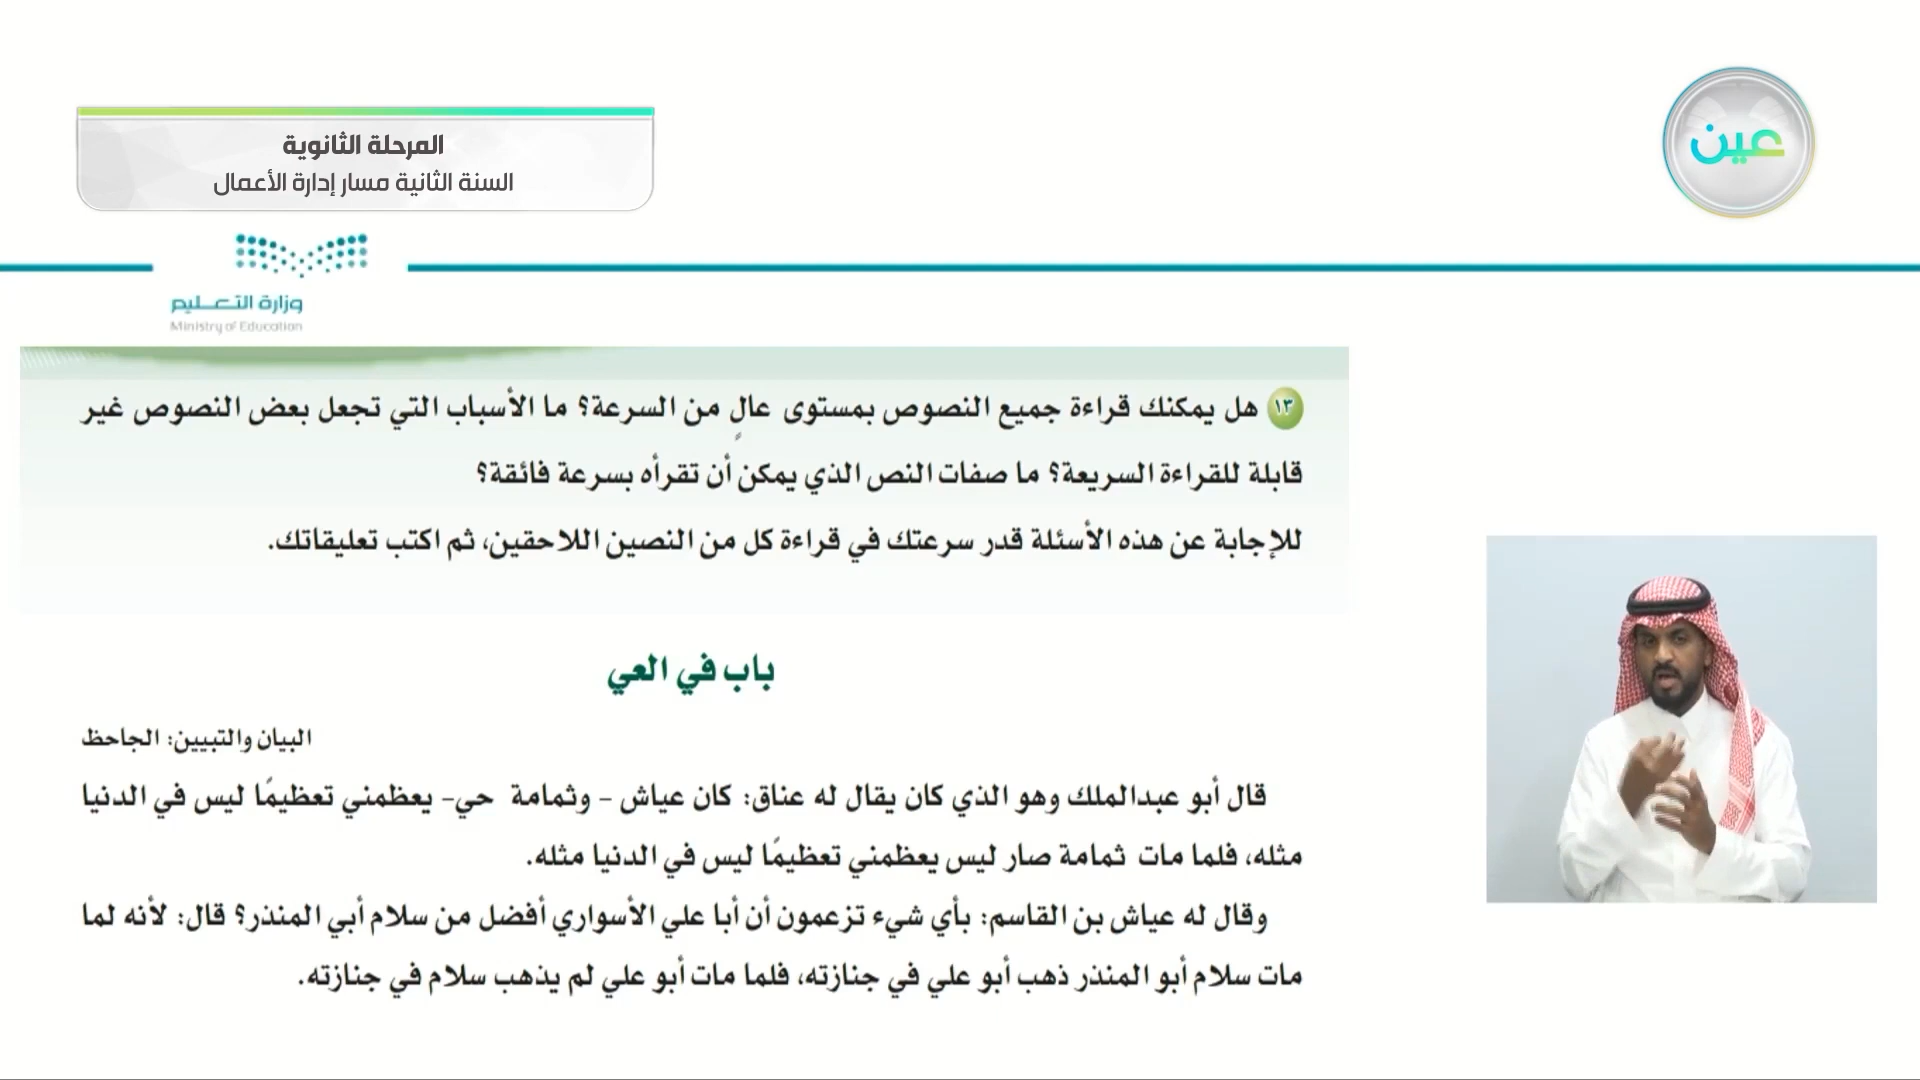 المرحلة الثانوية
السنة الثانية مسار إدارة الأعمال
عين
وزارة التعليم
Ministry of Education
١٣ هل يمكنك قراءة جميع النصوص بمستوى عالٍ من السرعة؟ ما الأسباب التي تجعل بعض النصوص غير
قابلة للقراءة السريعة؟ ما صفات النص الذي يمكن أن تقرأه بسرعة فائقة؟
للإجابة عن هذه الأسئلة قدر سرعتك في قراءة كل من النصين اللاحقين، ثم اكتب تعليقاتك.
باب في العي
البيان والتبيين: الجاحظ
قال أبو عبدالملك وهو الذي كان يقال له عناق: كان عياش – وثمامة حي– يعظمني تعظيمًا ليس في الدنيا
مثله، فلما مات ثمامة صار ليس يعظمني تعظيمًا ليس في الدنيا مثله.
وقال له عياش بن القاسم: بأي شيء تزعمون أن أبا علي الأسواري أفضل من سلام أبي المنذر؟ قال: لأنه لما
مات سلام أبو المنذر ذهب أبو علي في جنازته، فلما مات أبو علي لم يذهب سلام في جنازته.